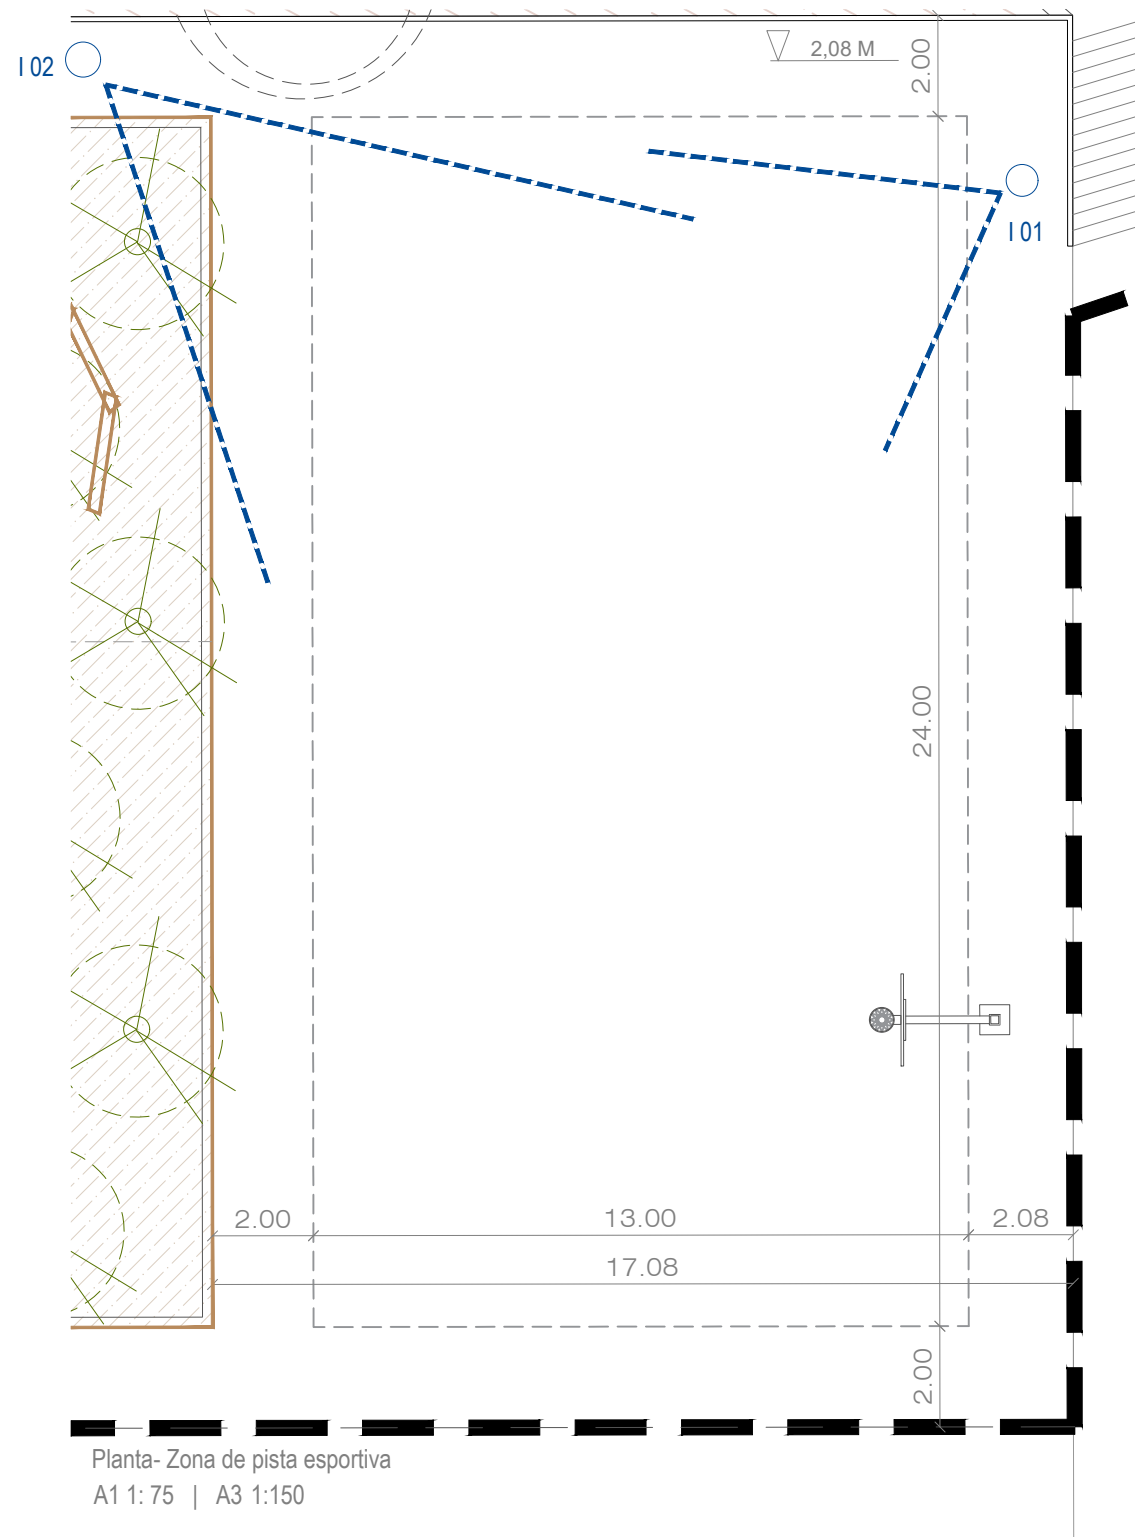 2,08 M
2.00
I 02
I 01
24.00
2.00 13.00 2.08
17.08
2.00
Planta- Zona de pista esportiva
A1 1: 75 | A3 1:150